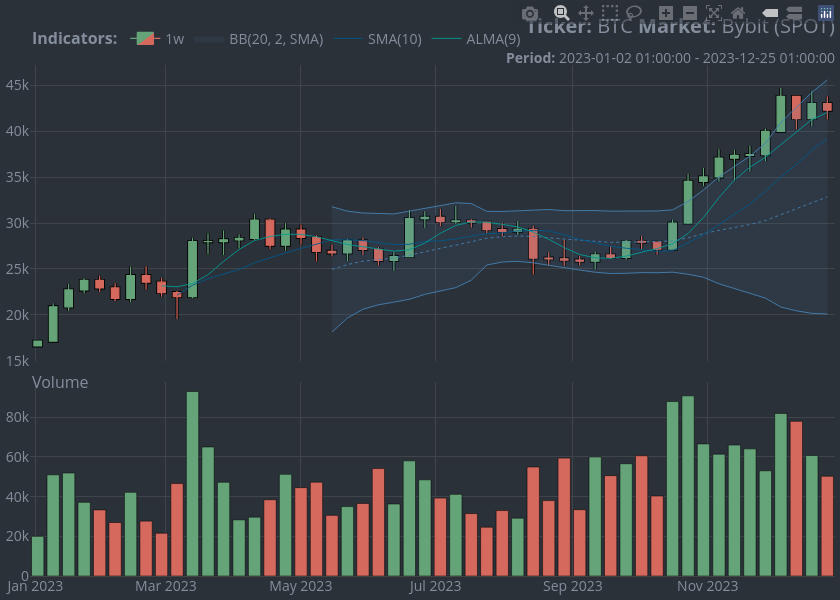 Ticker: BTC Market: Bybit (SPOT)
Indicators: 1w BB(20, 2, SMA) SMA(10) ALMA(9)
Period: 2023-01-02 01:00:00 - 2023-12-25 01:00:00
45k
40k
35k
30k
25k
20k
15k
Volume
80k
60k
40k
20k
0
Jan 2023 Mar 2023 May 2023 Jul 2023 Sep 2023 Nov 2023